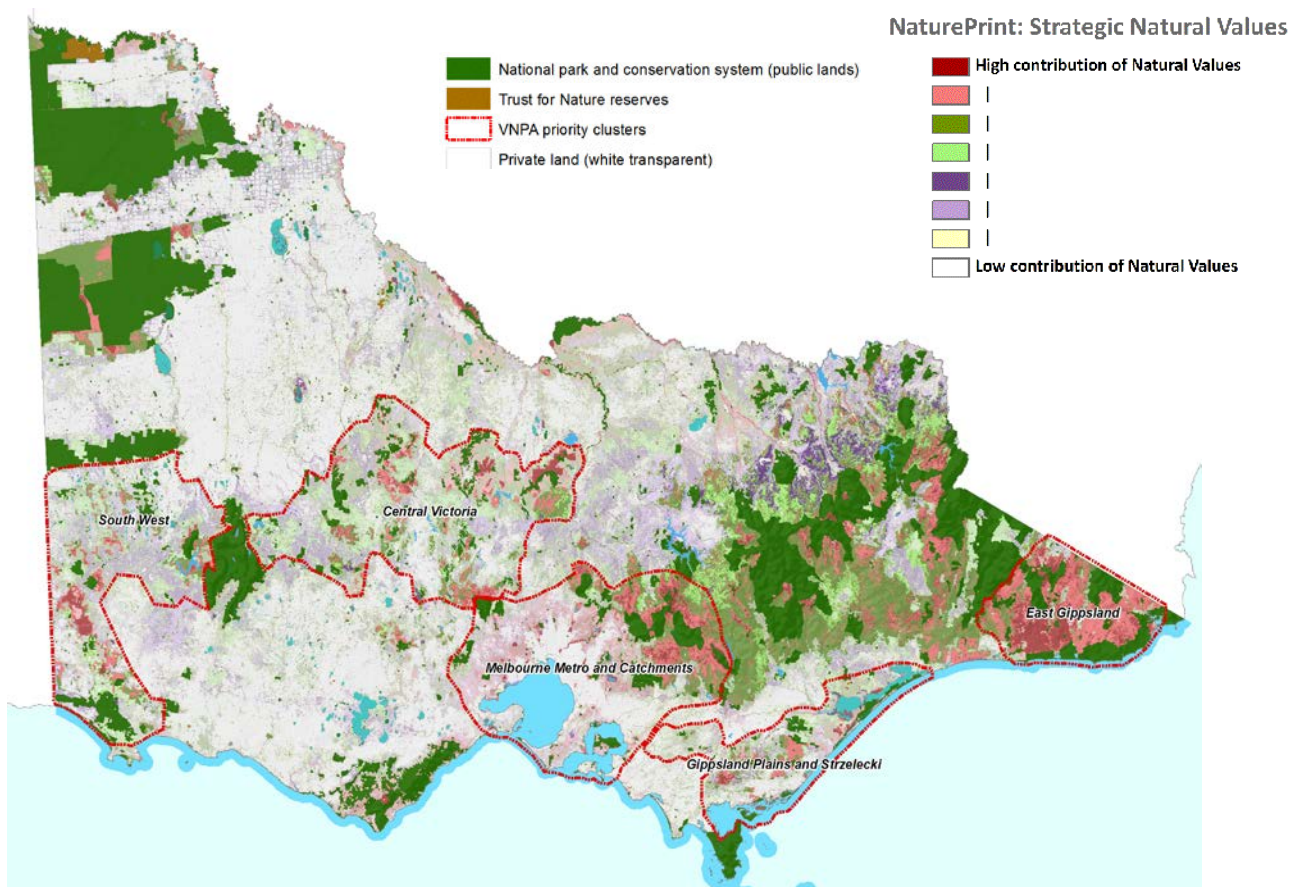 NaturePrint: Strategic Natural Values
National park and conservation system (public lands)
Trust for Nature reserves
VNPA priority clusters
Private land (white transparent)
High contribution of Natural Values
|
|
|
|
|
|
Low contribution of Natural Values
South West
Central Victoria
East Gippsland
Melbourne Metro and Catchments
Gippsland Plains and Strzelecki